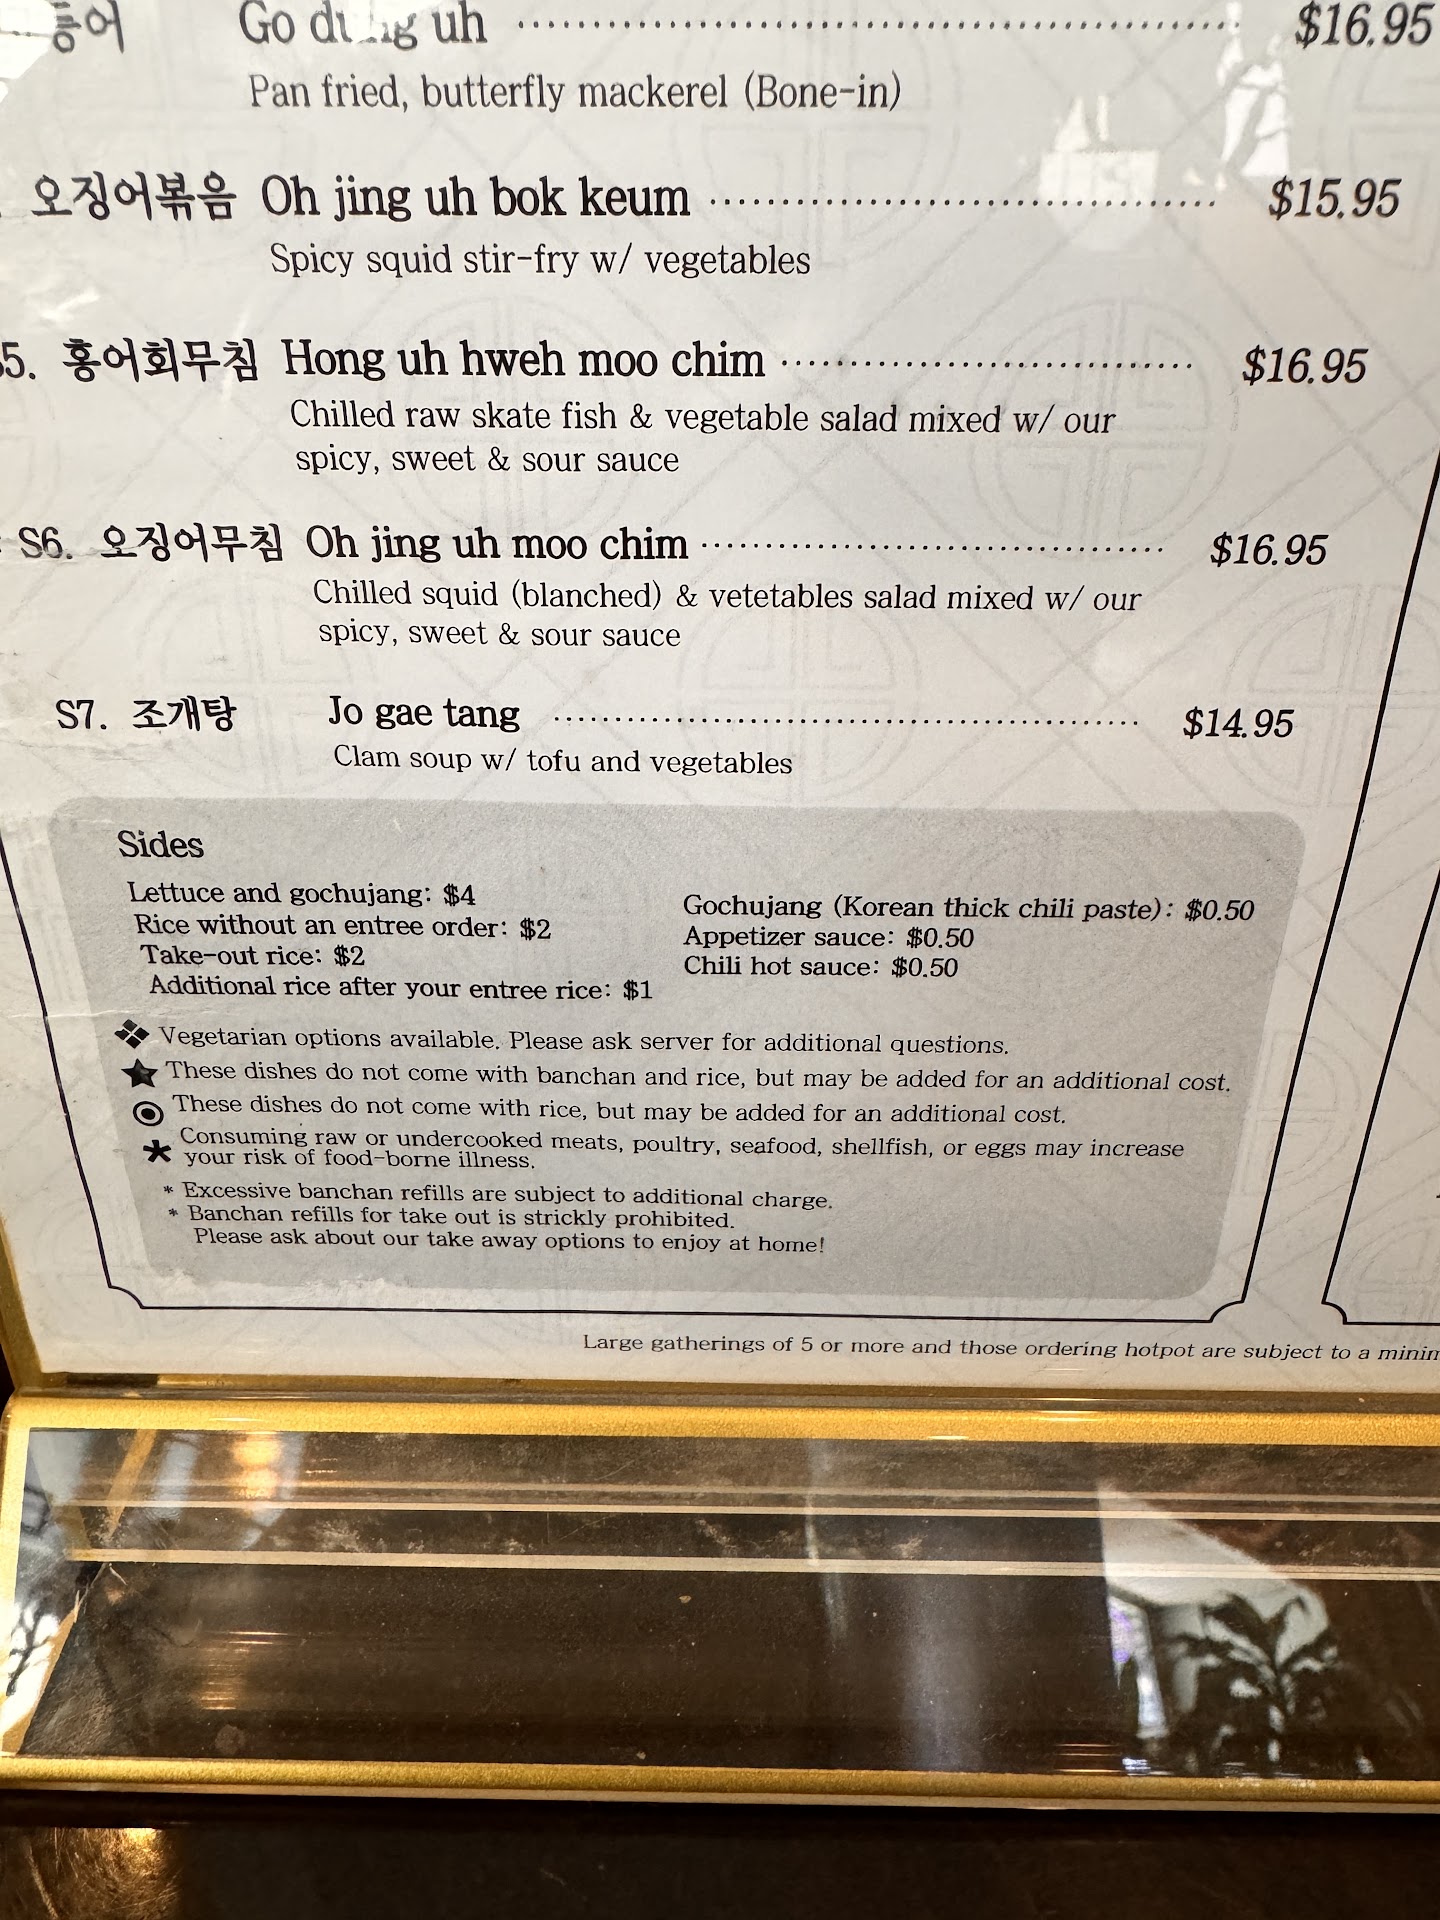 등어 Go dung uh $16.95
Pan fried, butterfly mackerel (Bone-in)
오징어볶음 Oh jing uh bok keum $15.95
Spicy squid stir-fry w/ vegetables
5. 홍어회무침 Hong uh hweh moo chim $16.95
Chilled raw skate fish & vegetable salad mixed w/ our
spicy, sweet & sour sauce
S6. 오징어무침 Oh jing uh moo chim $16.95
Chilled squid (blanched) & vetetables salad mixed w/ our
spicy, sweet & sour sauce
S7. 조개탕 Jo gae tang $14.95
Clam soup w/ tofu and vegetables
Sides
Lettuce and gochujang: $4
Rice without an entree order: $2
Take-out rice: $2
Additional rice after your entree rice: $1
Gochujang (Korean thick chili paste): $0.50
Appetizer sauce: $0.50
Chili hot sauce: $0.50
❖ Vegetarian options available. Please ask server for additional questions.
★ These dishes do not come with banchan and rice, but may be added for an additional cost.
◉ These dishes do not come with rice, but may be added for an additional cost.
* Consuming raw or undercooked meats, poultry, seafood, shellfish, or eggs may increase
your risk of food-borne illness.
* Excessive banchan refills are subject to additional charge.
* Banchan refills for take out is strickly prohibited.
Please ask about our take away options to enjoy at home!
Large gatherings of 5 or more and those ordering hotpot are subject to a